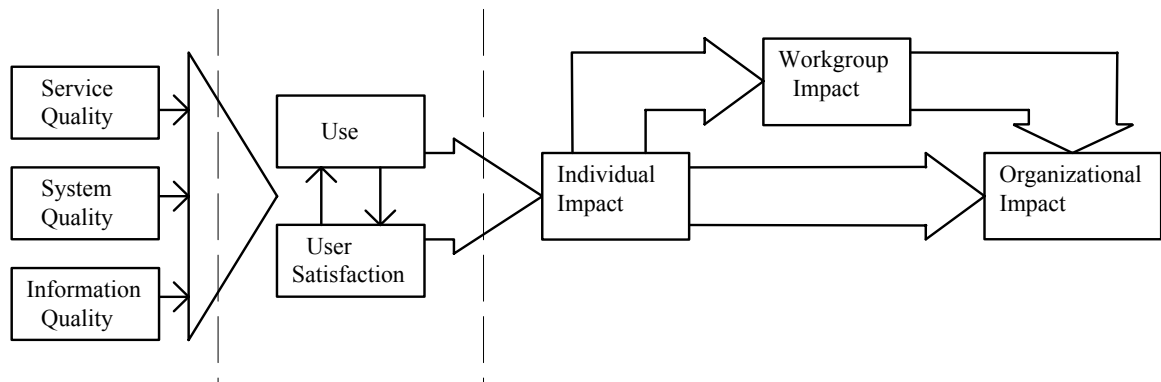 Service
Quality
System
Quality
Information
Quality
Use
User
Satisfaction
Individual
Impact
Workgroup
Impact
Organizational
Impact